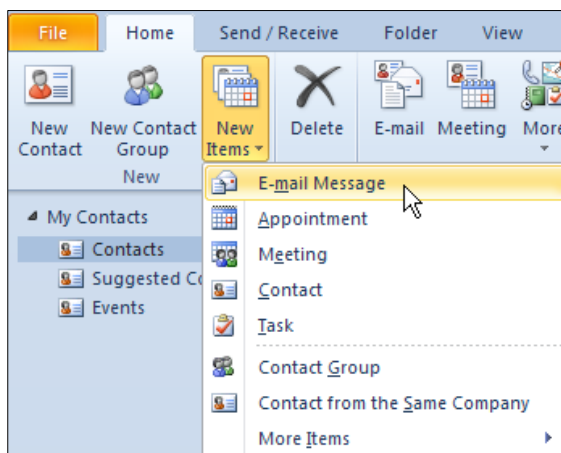 File Home Send / Receive Folder View
New Contact New Contact Group New Items Delete E-mail Meeting More
New
E-mail Message
My Contacts
Appointment
Contacts
Meeting
Suggested
Contact
Events
Task
Contact Group
Contact from the Same Company
More Items